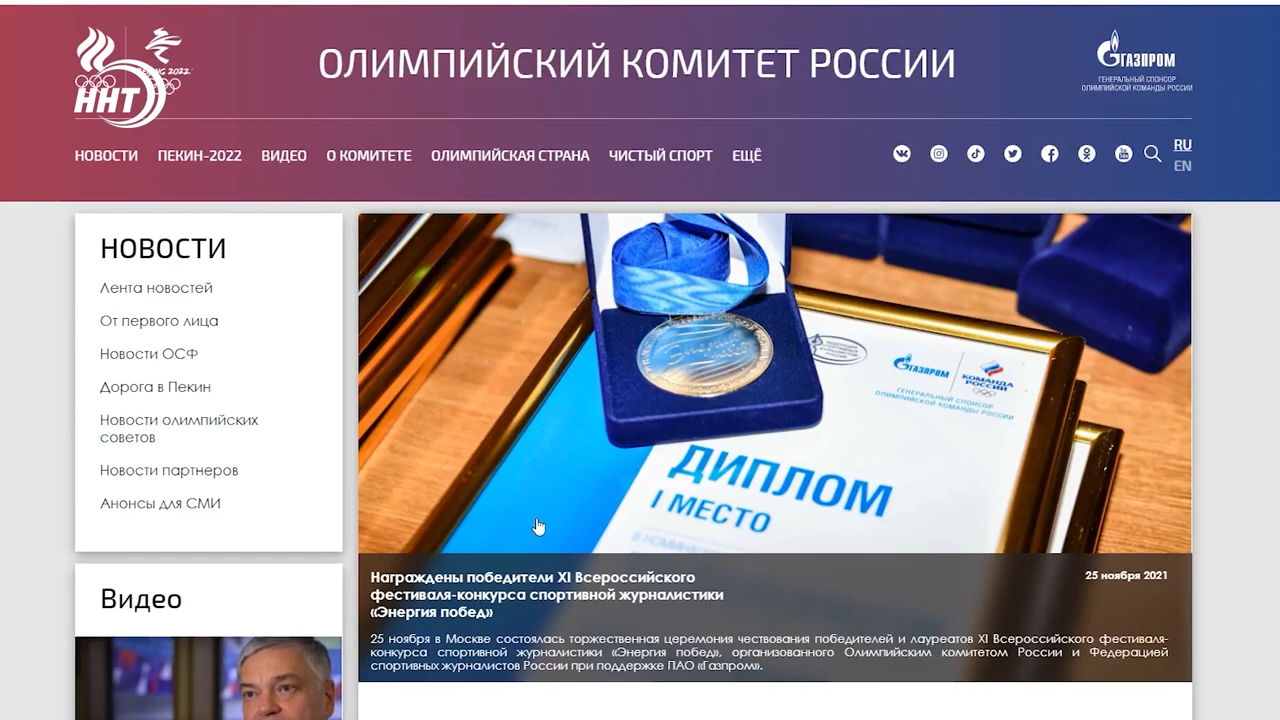 ОЛИМПИЙСКИЙ КОМИТЕТ РОССИИ
ННТ
ГАЗПРОМ
ГЕНЕРАЛЬНЫЙ СПОНСОР
ОЛИМПИЙСКОЙ КОМАНДЫ РОССИИ
НОВОСТИ ПЕКИН-2022 ВИДЕО О КОМИТЕТЕ ОЛИМПИЙСКАЯ СТРАНА ЧИСТЫЙ СПОРТ ЕЩЁ
RU
EN
НОВОСТИ
Лента новостей
От первого лица
Новости ОСФ
Дорога в Пекин
Новости олимпийских
советов
Новости партнеров
Анонсы для СМИ
Видео
ГАЗПРОМ
КОМАНДА
РОССИИ
ГЕНЕРАЛЬНЫЙ СПОНСОР
ОЛИМПИЙСКОЙ КОМАНДЫ РОССИИ
ДИПЛОМ
I МЕСТО
Награждены победители XI Всероссийского
фестиваля-конкурса спортивной журналистики
«Энергия побед»
25 ноября 2021
25 ноября в Москве состоялась торжественная церемония чествования победителей и лауреатов XI Всероссийского фестиваля-
конкурса спортивной журналистики «Энергия побед», организованного Олимпийским комитетом России и Федерацией
спортивных журналистов России при поддержке ПАО «Газпром».